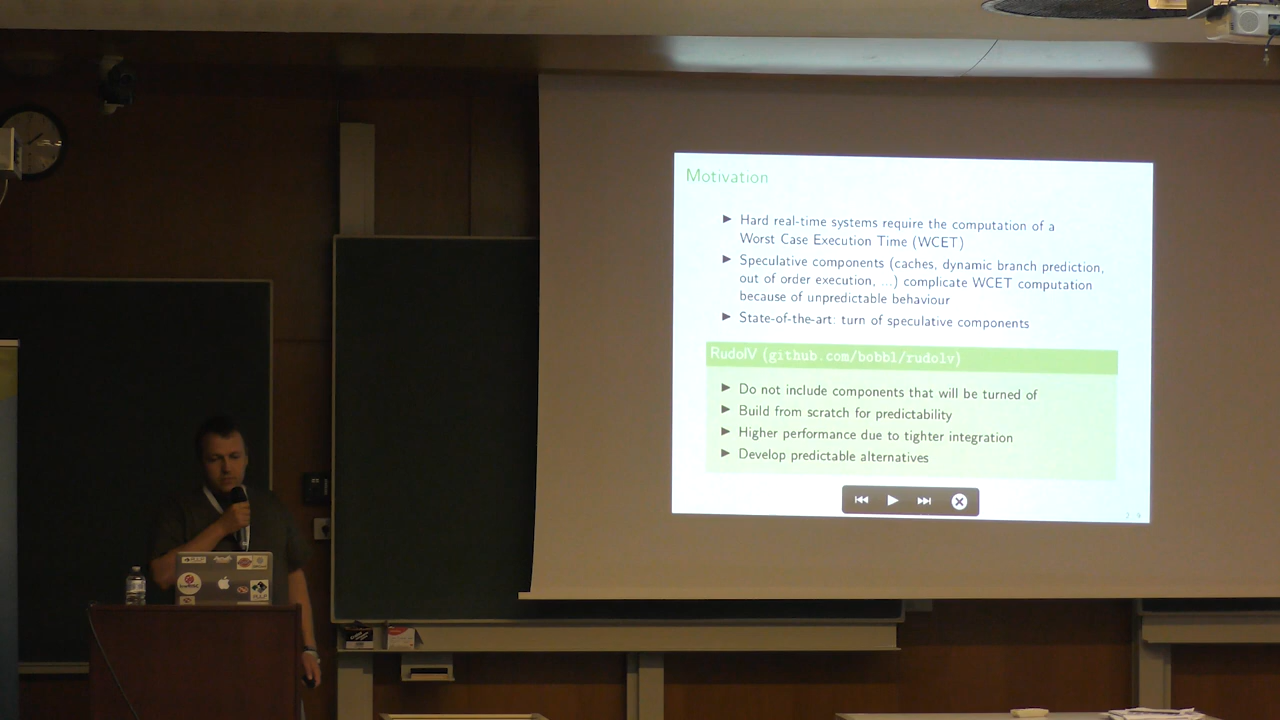 Motivation
Hard real-time systems require the computation of a
Worst Case Execution Time (WCET)
Speculative components (caches, dynamic branch prediction,
out of order execution, ...) complicate WCET computation
because of unpredictable behaviour
State-of-the-art: turn of speculative components
RudolV (github.com/bobbl/rudolv)
Do not include components that will be turned of
Build from scratch for predictability
Higher performance due to tighter integration
Develop predictable alternatives